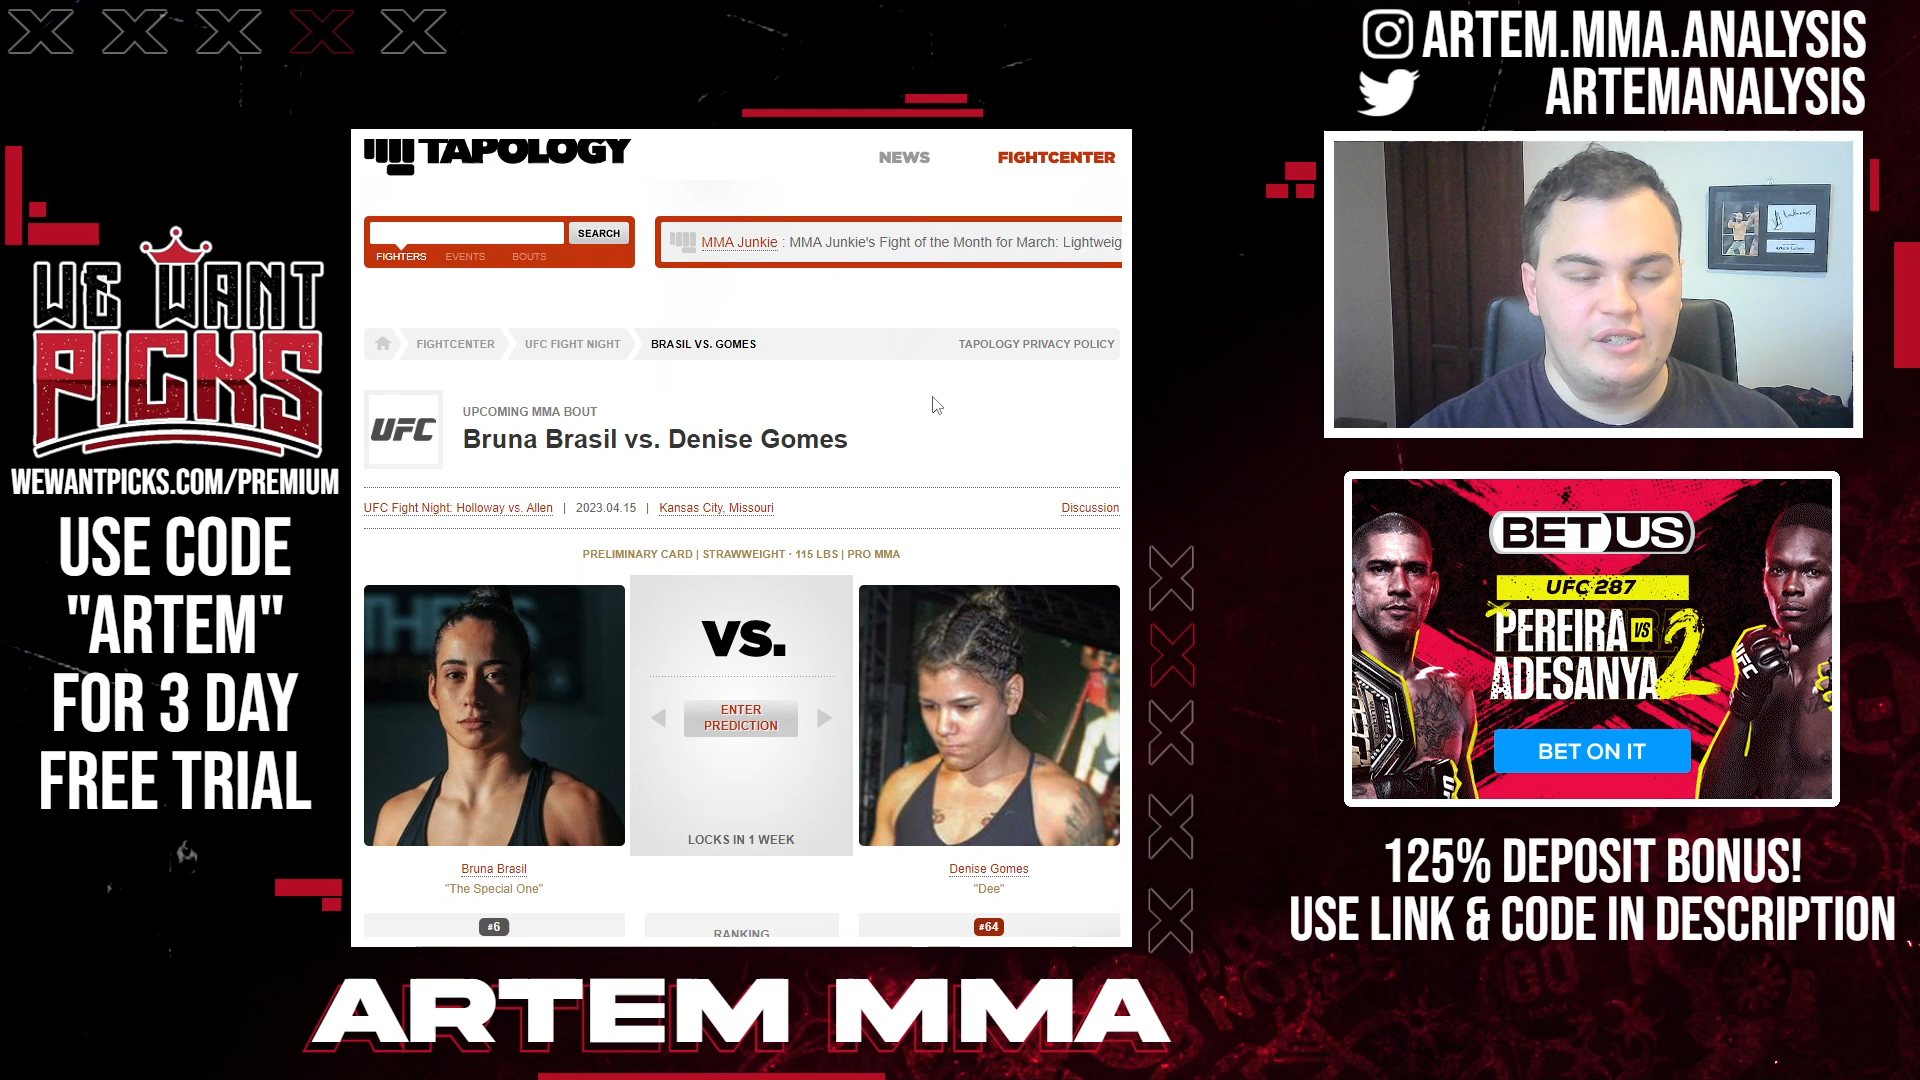 ARTEM.MMA.ANALYSIS
ARTEMANALYSIS
WE WANT
PICKS
WEWANTPICKS.COM/PREMIUM
USE CODE
"ARTEM"
FOR 3 DAY
FREE TRIAL
TAPOLOGY
NEWS
FIGHTCENTER
SEARCH
FIGHTERS
EVENTS
BOUTS
MMA Junkie : MMA Junkie's Fight of the Month for March: Lightweig
FIGHTCENTER
UFC FIGHT NIGHT
BRASIL VS. GOMES
TAPOLOGY PRIVACY POLICY
UFC
UPCOMING MMA BOUT
Bruna Brasil vs. Denise Gomes
UFC Fight Night: Holloway vs. Allen | 2023.04.15 | Kansas City, Missouri
Discussion
PRELIMINARY CARD | STRAWWEIGHT · 115 LBS | PRO MMA
VS.
ENTER
PREDICTION
LOCKS IN 1 WEEK
Bruna Brasil
"The Special One"
Denise Gomes
"Dee"
#6
RANKING
#64
BET US
UFC 287
PEREIRA VS
ADESANYA 2
UFC
BET ON IT
125% DEPOSIT BONUS!
USE LINK & CODE IN DESCRIPTION
ARTEM MMA